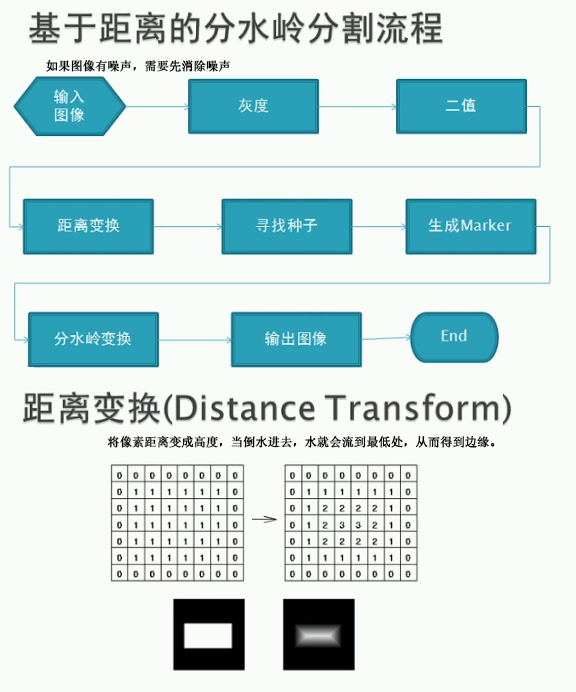 基于距离的分水岭分割流程
如果图像有噪声，需要先消除噪声
输入
图像
灰度
二值
距离变换
寻找种子
生成Marker
分水岭变换
输出图像
End
距离变换(Distance Transform)
将像素距离变成高度，当倒水进去，水就会流到最低处，从而得到边缘。
0 0 0 0 0 0 0 0
0 1 1 1 1 1 1 0
0 1 1 1 1 1 1 0
0 1 1 1 1 1 1 0
0 1 1 1 1 1 1 0
0 1 1 1 1 1 1 0
0 0 0 0 0 0 0 0
0 0 0 0 0 0 0 0
0 1 1 1 1 1 1 0
0 1 2 2 2 2 1 0
0 1 2 3 3 2 1 0
0 1 2 2 2 2 1 0
0 1 1 1 1 1 1 0
0 0 0 0 0 0 0 0